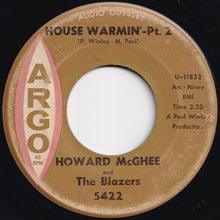 AUDIO ODYSSEY
HOUSE WARMIN'-Pt. 2
(P. Winley - M. Paul)
U-11832
Arc - Ninny
BMI
Time 2:20
A Paul Winley
Production
ARGO
45
RPM
HOWARD McGHEE
and
The Blazers
5422